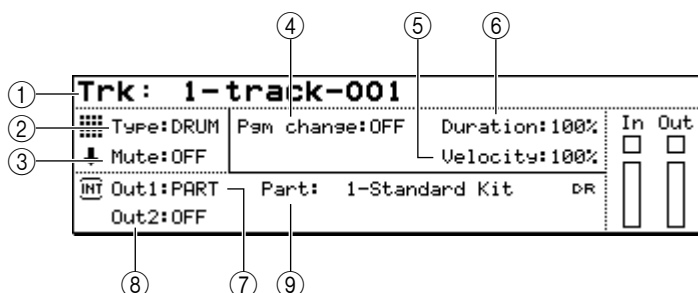 ④ ⑤ ⑥
① Trk: 1-track-001
② Type:DRUM Pgm change:OFF Duration:100% In Out
③ Mute:OFF Velocity:100%
INT Out1:PART Part: 1-Standard Kit DR
Out2:OFF
⑧ ⑦ ⑨